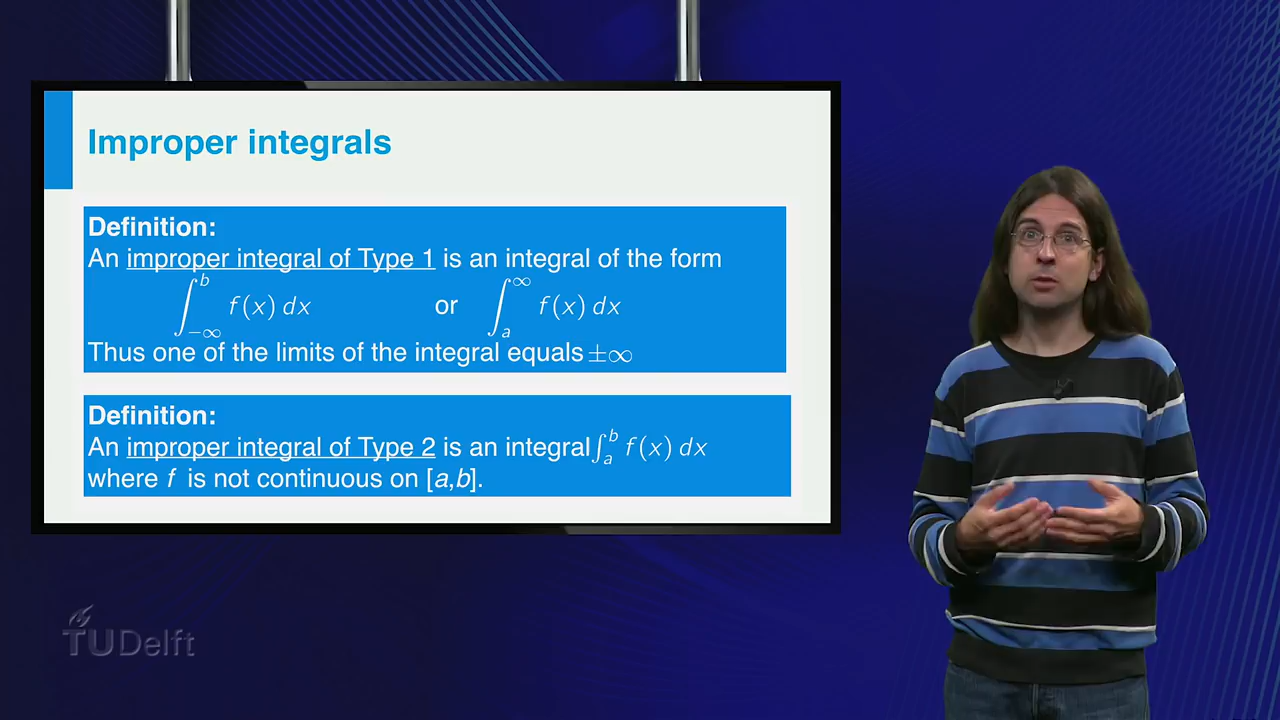 Improper integrals
Definition:
An improper integral of Type 1 is an integral of the form
∫_{−∞}^{b} f(x) dx or ∫_{a}^{∞} f(x) dx
Thus one of the limits of the integral equals ±∞
Definition:
An improper integral of Type 2 is an integral ∫_{a}^{b} f(x) dx
where f is not continuous on [a,b].
TUDelft